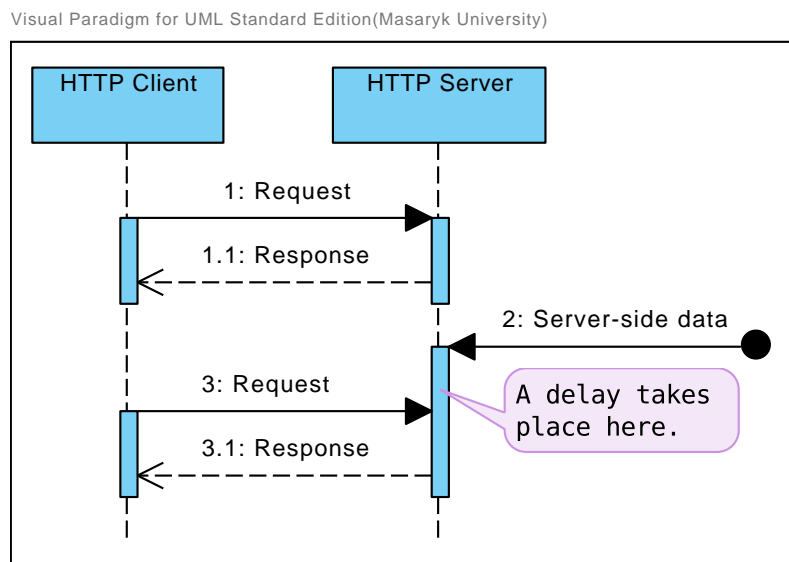 Visual Paradigm for UML Standard Edition(Masaryk University)
HTTP Client
HTTP Server
1: Request
1.1: Response
2: Server-side data
3: Request
A delay takes
place here.
3.1: Response